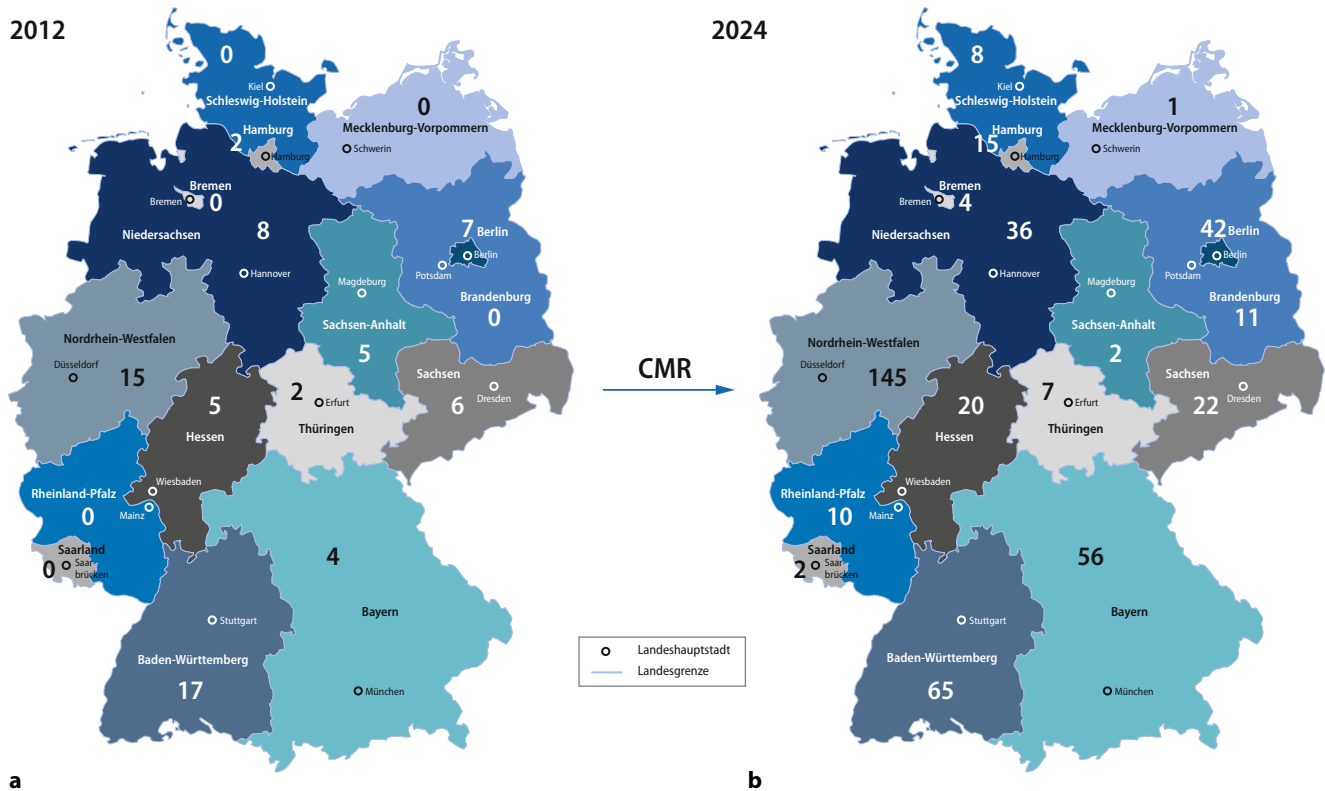 2012
0
Kiel
Schleswig-Holstein
Hamburg
2
Hamburg
0
Mecklenburg-Vorpommern
Schwerin
Bremen
Bremen
0
Niedersachsen
8
Hannover
7
Berlin
Berlin
Potsdam
Brandenburg
0
Magdeburg
Sachsen-Anhalt
5
Nordrhein-Westfalen
Düsseldorf
15
5
Hessen
Wiesbaden
2
Erfurt
Thüringen
Sachsen
Dresden
6
Rheinland-Pfalz
0
Mainz
Saarland
0
Saar
brücken
4
Bayern
München
Stuttgart
Baden-Württemberg
17
a
CMR
Landeshauptstadt
Landesgrenze
2024
8
Kiel
Schleswig-Holstein
Hamburg
15
Hamburg
1
Mecklenburg-Vorpommern
Schwerin
Bremen
Bremen
4
Niedersachsen
36
Hannover
42
Berlin
Berlin
Potsdam
Brandenburg
11
Magdeburg
Sachsen-Anhalt
2
Nordrhein-Westfalen
Düsseldorf
145
20
Hessen
Wiesbaden
7
Erfurt
Thüringen
Sachsen
Dresden
22
Rheinland-Pfalz
10
Mainz
Saarland
2
Saar
brücken
56
Bayern
München
Stuttgart
Baden-Württemberg
65
b